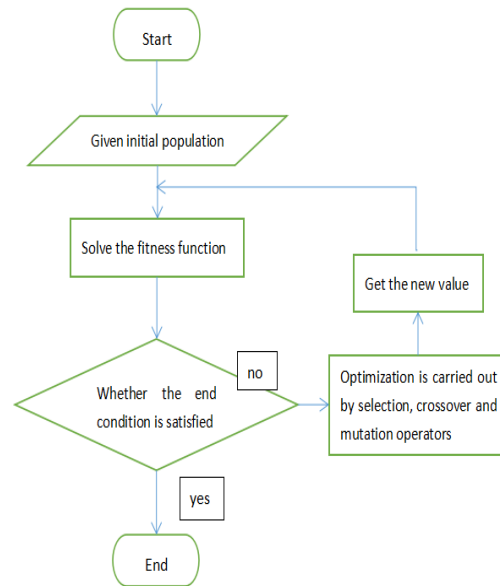 Start
Given initial population
Solve the fitness function
Get the new value
no
Whether the end
condition is satisfied
Optimization is carried out
by selection, crossover and
mutation operators
yes
End